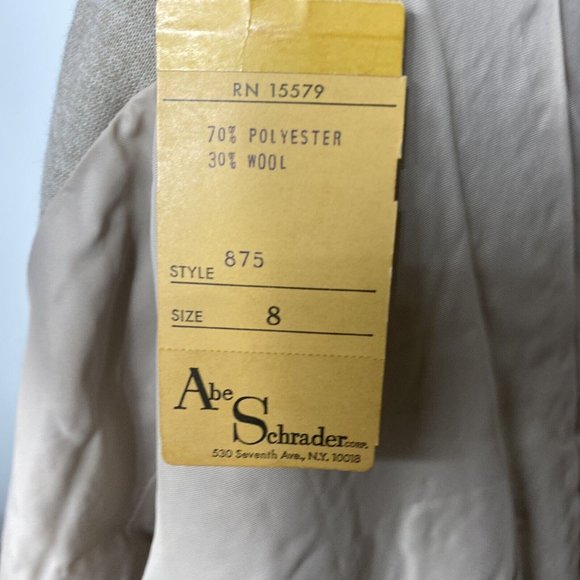 RN 15579
70% POLYESTER
30% WOOL
STYLE 875
SIZE 8
Abe
Schrader CORP.
530 Seventh Ave., N.Y. 10018